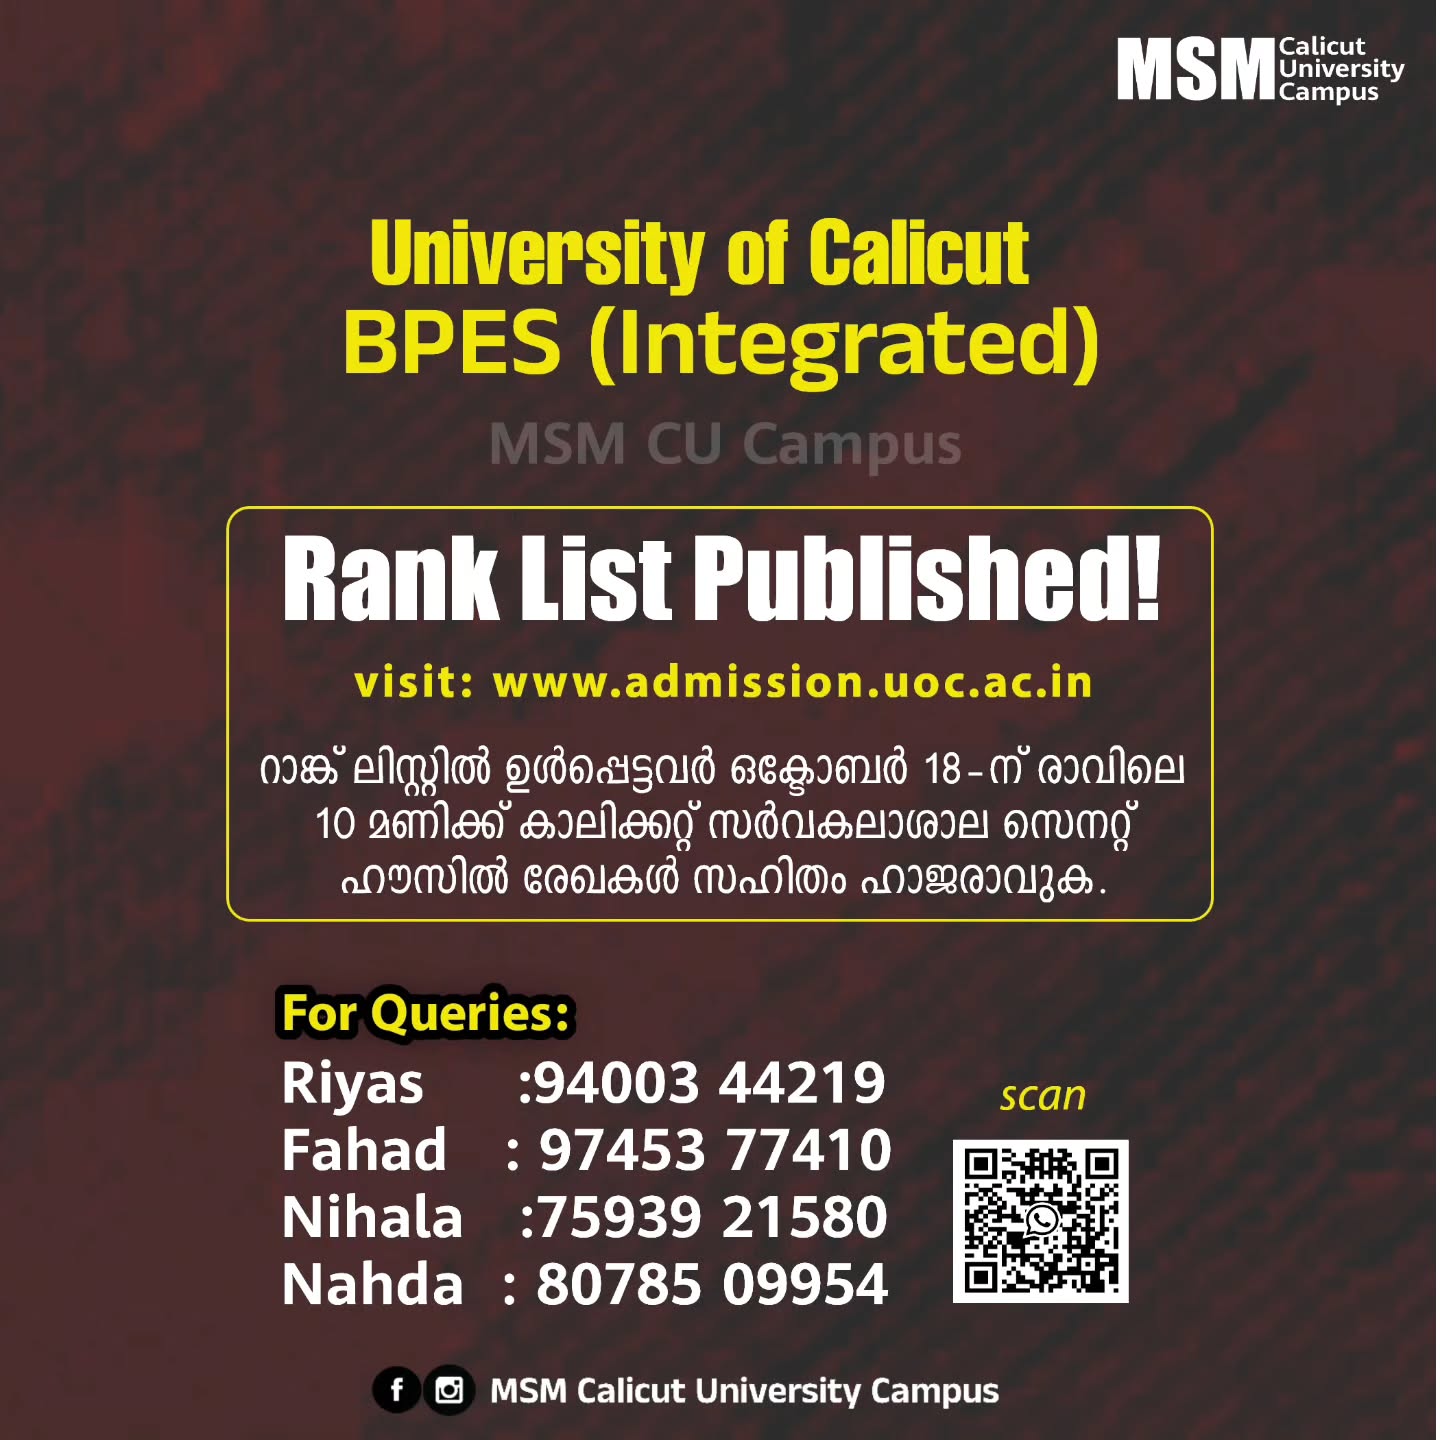 MSM Calicut
University
Campus
University of Calicut
BPES (Integrated)
MSM CU Campus
Rank List Published!
visit: www.admission.uoc.ac.in
റാങ്ക് ലിസ്റ്റിൽ ഉൾപ്പെട്ടവർ ഒക്ടോബർ 18-ന് രാവിലെ
10 മണിക്ക് കാലിക്കറ്റ് സർവകലാശാല സെനറ്റ്
ഹൗസിൽ രേഖകൾ സഹിതം ഹാജരാവുക.
For Queries:
Riyas :94003 44219
Fahad : 97453 77410
Nihala :75939 21580
Nahda : 80785 09954
scan
MSM Calicut University Campus